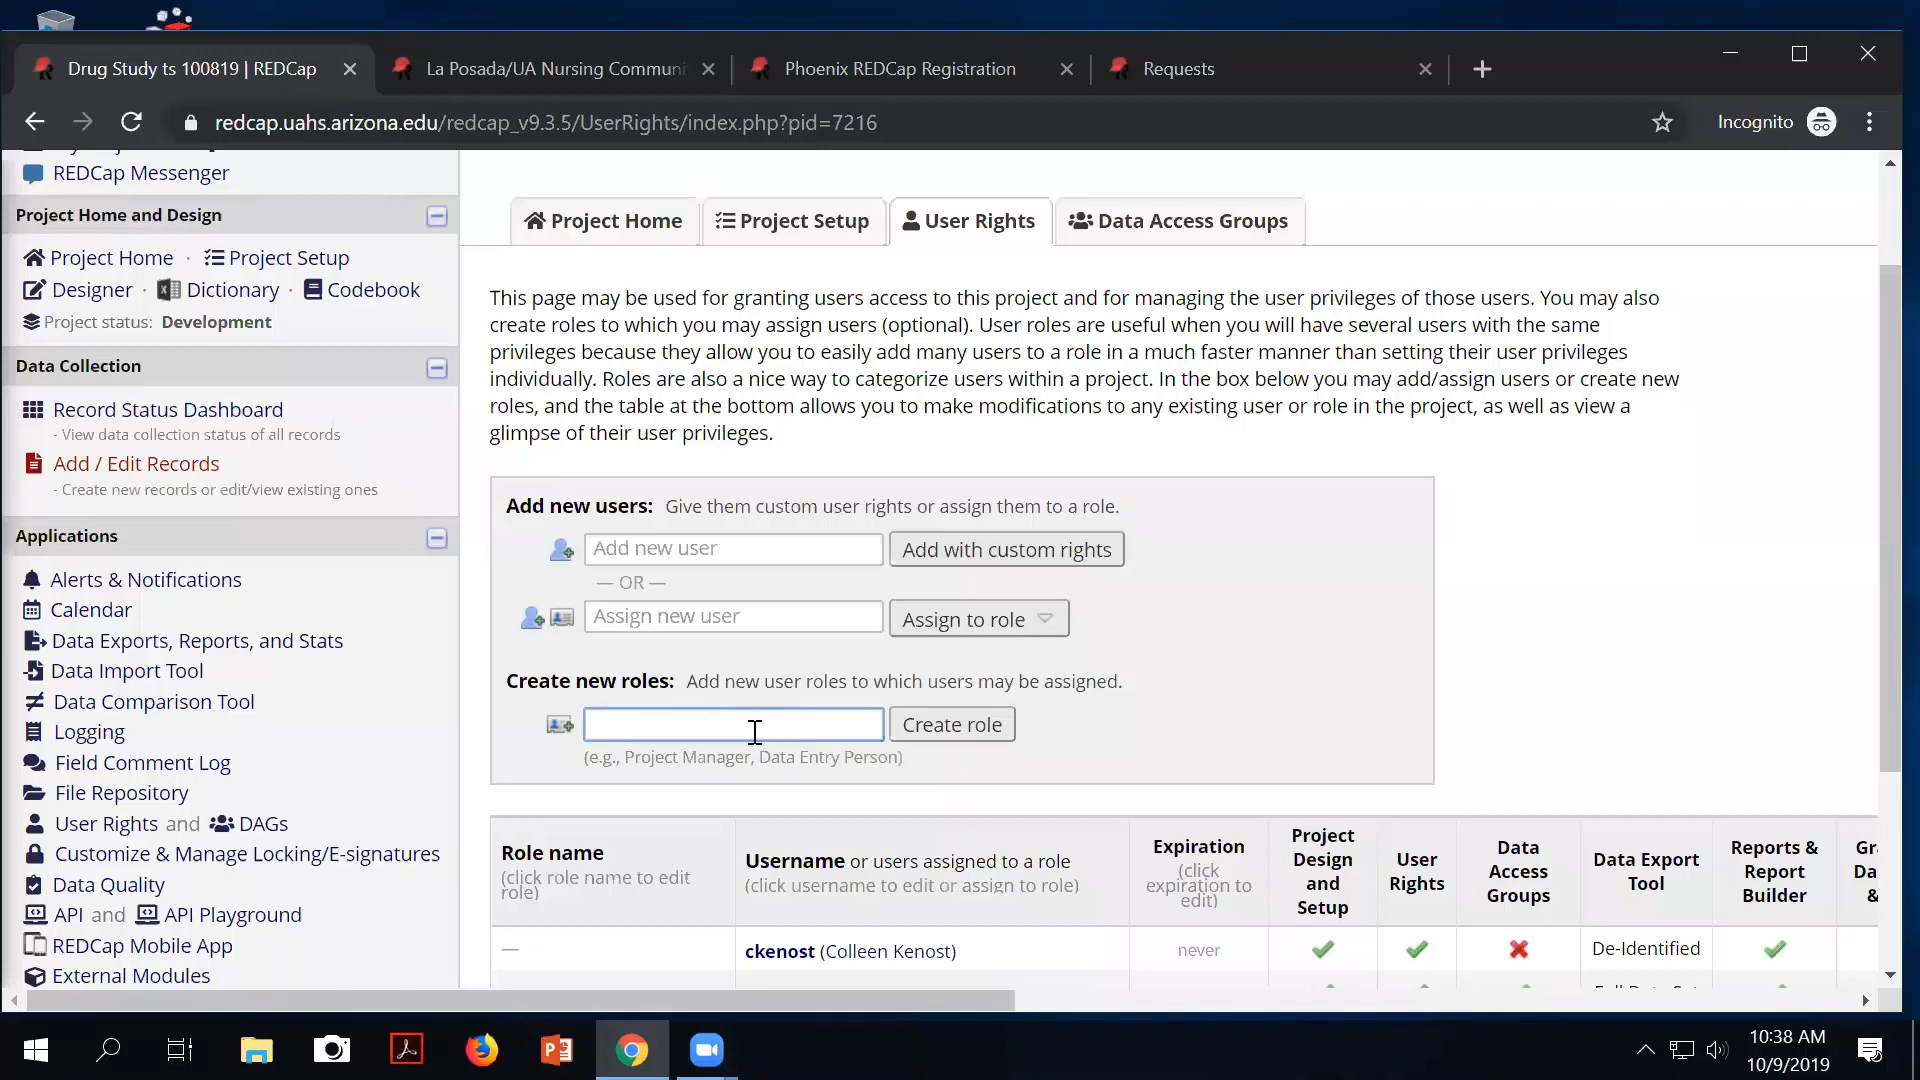 Drug Study ts 100819 | REDCap
La Posada/UA Nursing Communi
Phoenix REDCap Registration
Requests
redcap.uahs.arizona.edu/redcap_v9.3.5/UserRights/index.php?pid=7216
Incognito
REDCap Messenger
Project Home and Design
Project Home · Project Setup
Designer · Dictionary · Codebook
Project status: Development
Data Collection
Record Status Dashboard
- View data collection status of all records
Add / Edit Records
- Create new records or edit/view existing ones
Applications
Alerts & Notifications
Calendar
Data Exports, Reports, and Stats
Data Import Tool
Data Comparison Tool
Logging
Field Comment Log
File Repository
User Rights and DAGs
Customize & Manage Locking/E-signatures
Data Quality
API and API Playground
REDCap Mobile App
External Modules
Project Home
Project Setup
User Rights
Data Access Groups
This page may be used for granting users access to this project and for managing the user privileges of those users. You may also
create roles to which you may assign users (optional). User roles are useful when you will have several users with the same
privileges because they allow you to easily add many users to a role in a much faster manner than setting their user privileges
individually. Roles are also a nice way to categorize users within a project. In the box below you may add/assign users or create new
roles, and the table at the bottom allows you to make modifications to any existing user or role in the project, as well as view a
glimpse of their user privileges.
Add new users: Give them custom user rights or assign them to a role.
Add new user
Add with custom rights
— OR —
Assign new user
Assign to role
Create new roles: Add new user roles to which users may be assigned.
Create role
(e.g., Project Manager, Data Entry Person)
Role name
(click role name to edit
role)
Username or users assigned to a role
(click username to edit or assign to role)
Expiration
(click
expiration to
edit)
Project
Design
and
Setup
User
Rights
Data
Access
Groups
Data Export
Tool
Reports &
Report
Builder
Gr
Da
&
—
ckenost (Colleen Kenost)
never
De-Identified
10:38 AM
10/9/2019